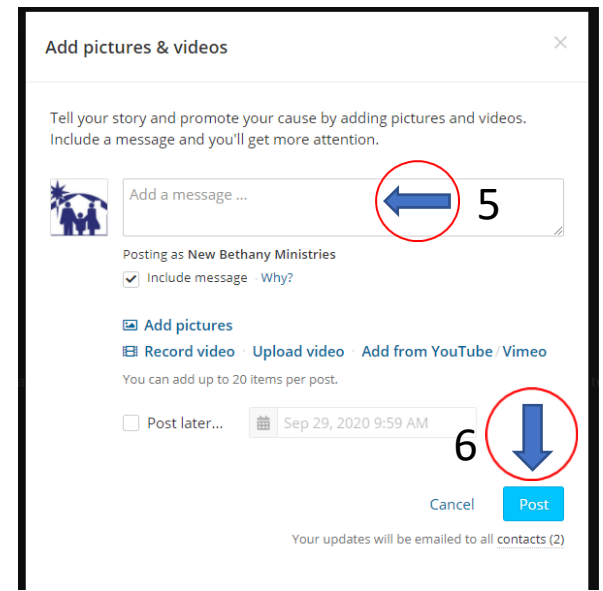 Add pictures & videos
Tell your story and promote your cause by adding pictures and videos.
Include a message and you'll get more attention.
Add a message ...
5
Posting as New Bethany Ministries
Include message · Why?
Add pictures
Record video · Upload video · Add from YouTube / Vimeo
You can add up to 20 items per post.
Post later...
Sep 29, 2020 9:59 AM
6
Cancel
Post
Your updates will be emailed to all contacts (2)